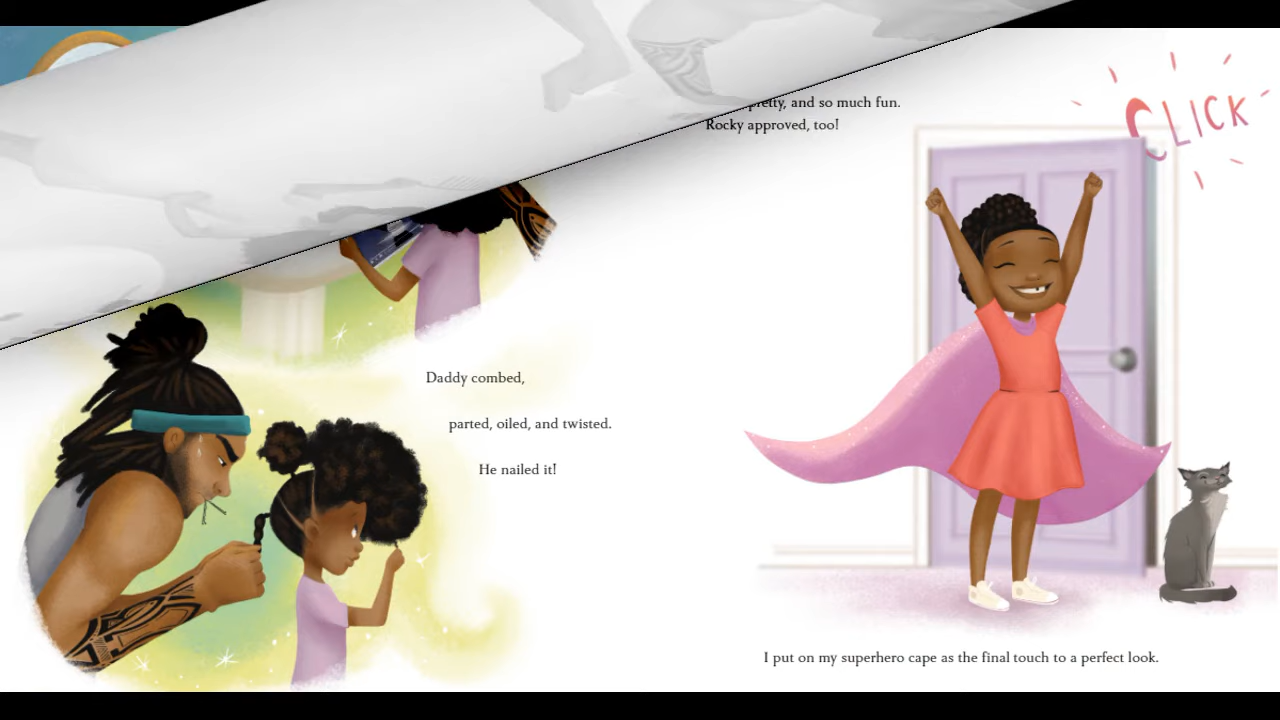 Daddy combed,
parted, oiled, and twisted.
He nailed it!
pretty, and so much fun.
Rocky approved, too!
CLICK
I put on my superhero cape as the final touch to a perfect look.